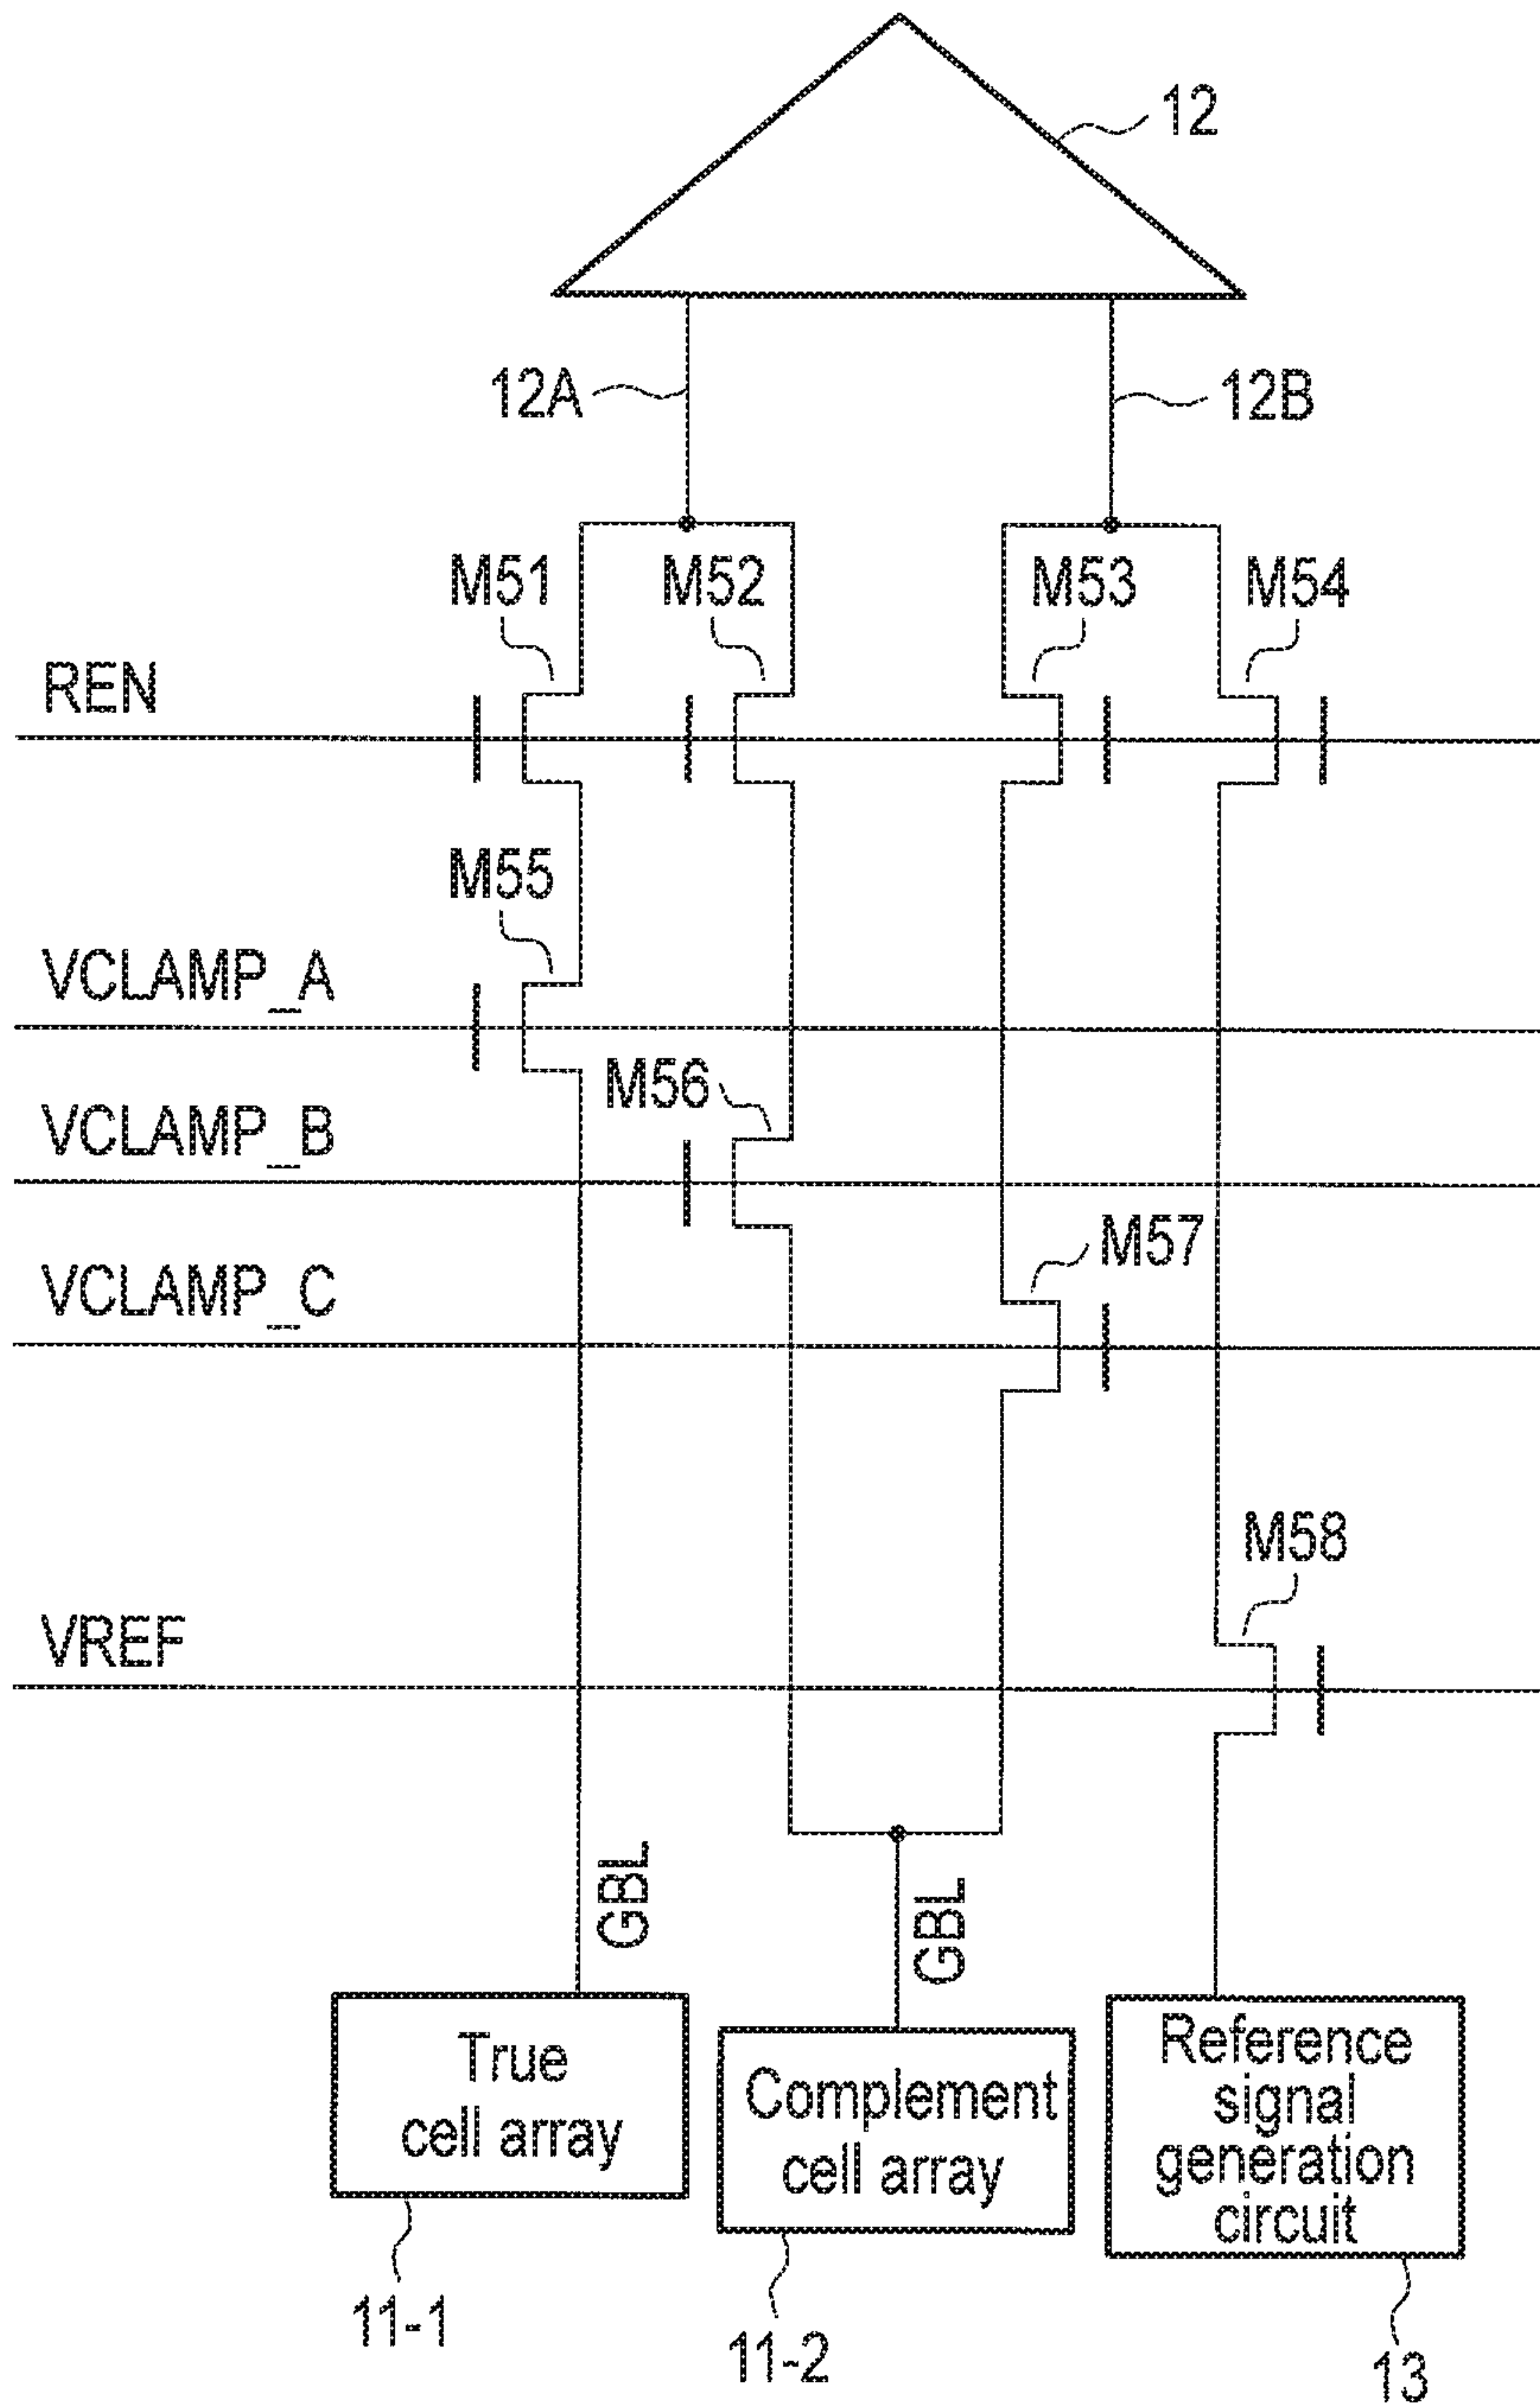 12
12A
12B
M51
M52
M53
M54
REN
M55
VCLAMP_A
M56
VCLAMP_B
M57
VCLAMP_C
M58
VREF
GBL
GBL
True
cell array
Complement
cell array
Reference
signal
generation
circuit
11-1
11-2
13